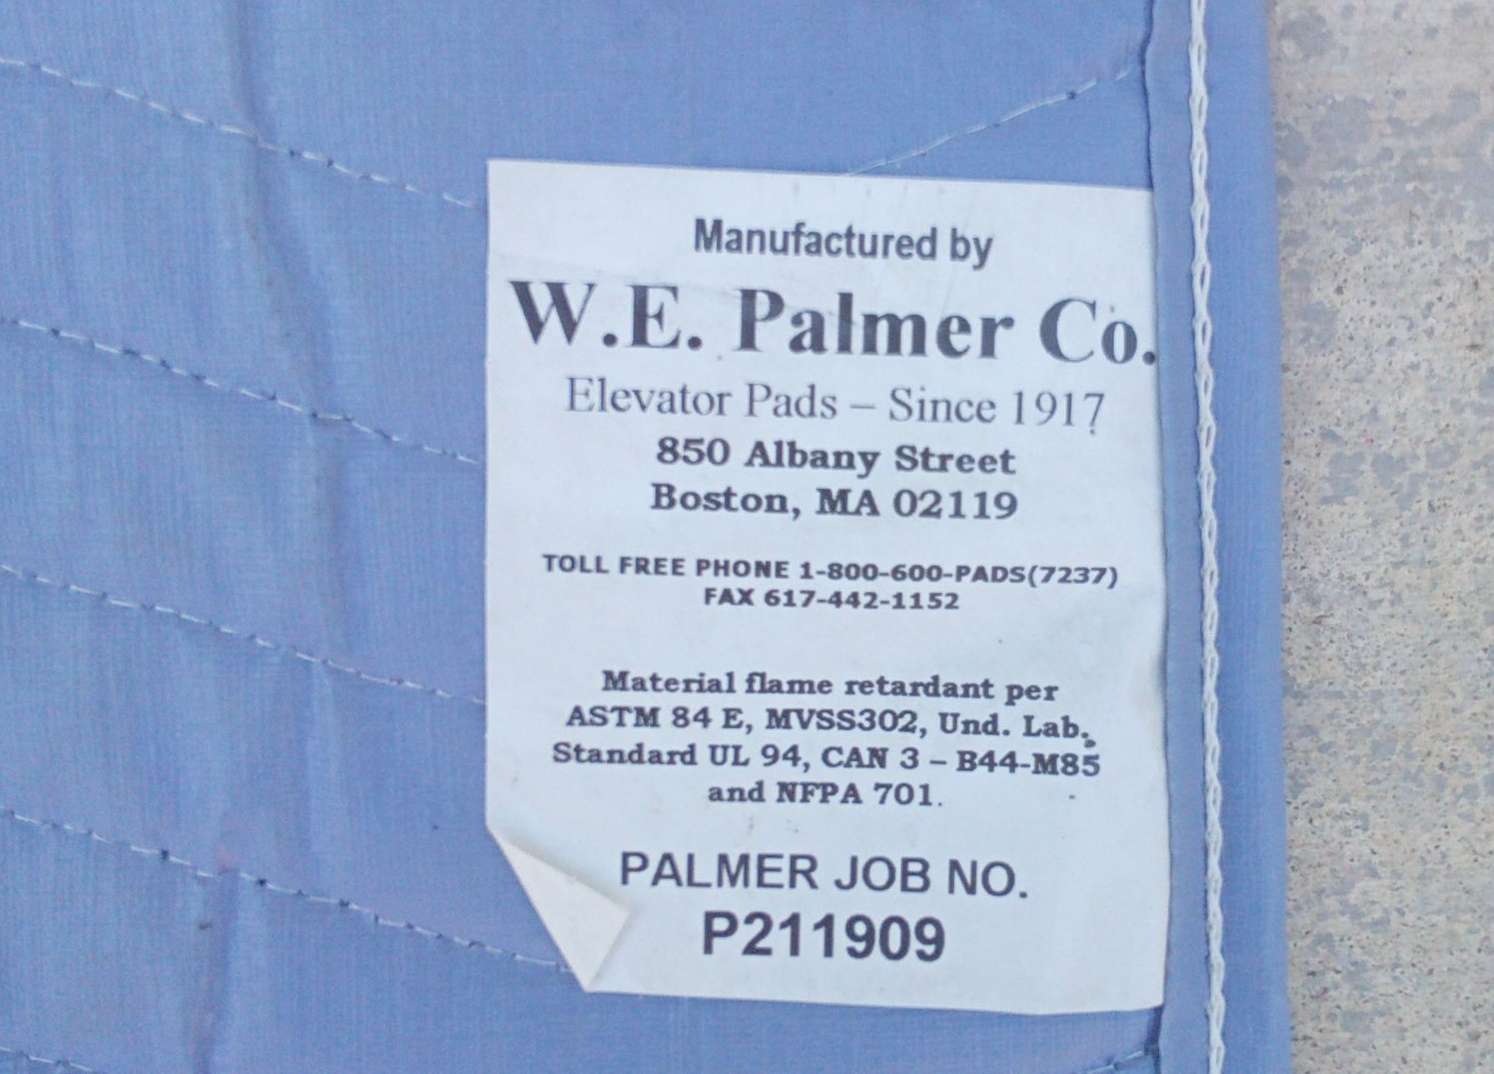 Manufactured by
W.E. Palmer Co.
Elevator Pads – Since 1917
850 Albany Street
Boston, MA 02119
TOLL FREE PHONE 1-800-600-PADS(7237)
FAX 617-442-1152
Material flame retardant per
ASTM 84 E, MVSS302, Und. Lab.
Standard UL 94, CAN 3 – B44-M85
and NFPA 701.
PALMER JOB NO.
P211909